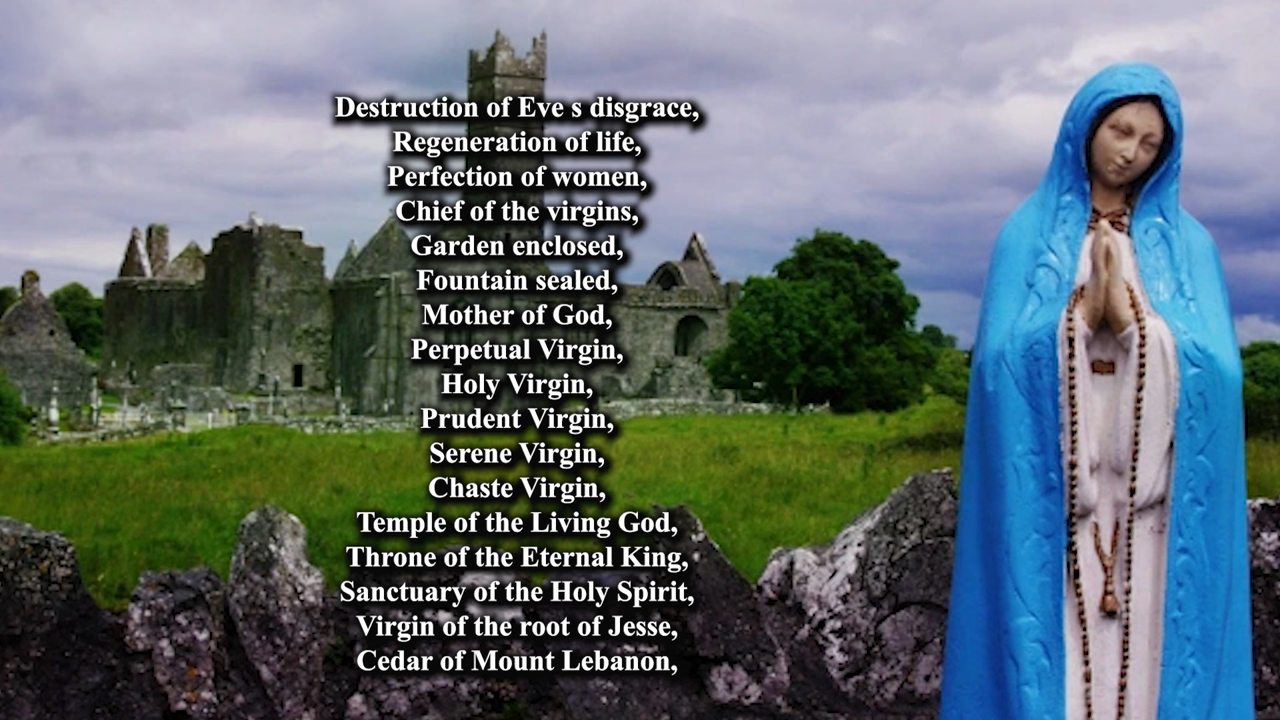 Destruction of Eve s disgrace,
Regeneration of life,
Perfection of women,
Chief of the virgins,
Garden enclosed,
Fountain sealed,
Mother of God,
Perpetual Virgin,
Holy Virgin,
Prudent Virgin,
Serene Virgin,
Chaste Virgin,
Temple of the Living God,
Throne of the Eternal King,
Sanctuary of the Holy Spirit,
Virgin of the root of Jesse,
Cedar of Mount Lebanon,